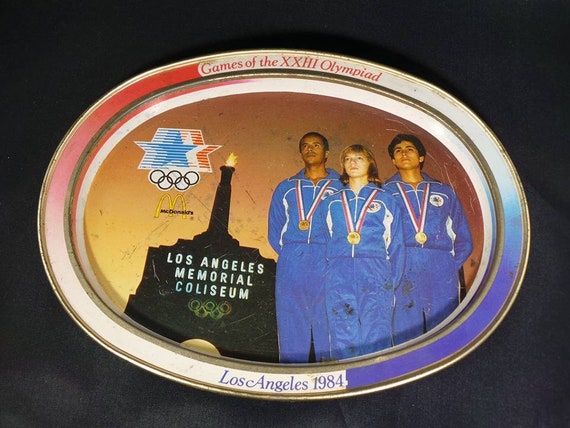 Games of the XXIII Olympiad
McDonald's
LOS ANGELES
MEMORIAL
COLISEUM
Los Angeles 1984